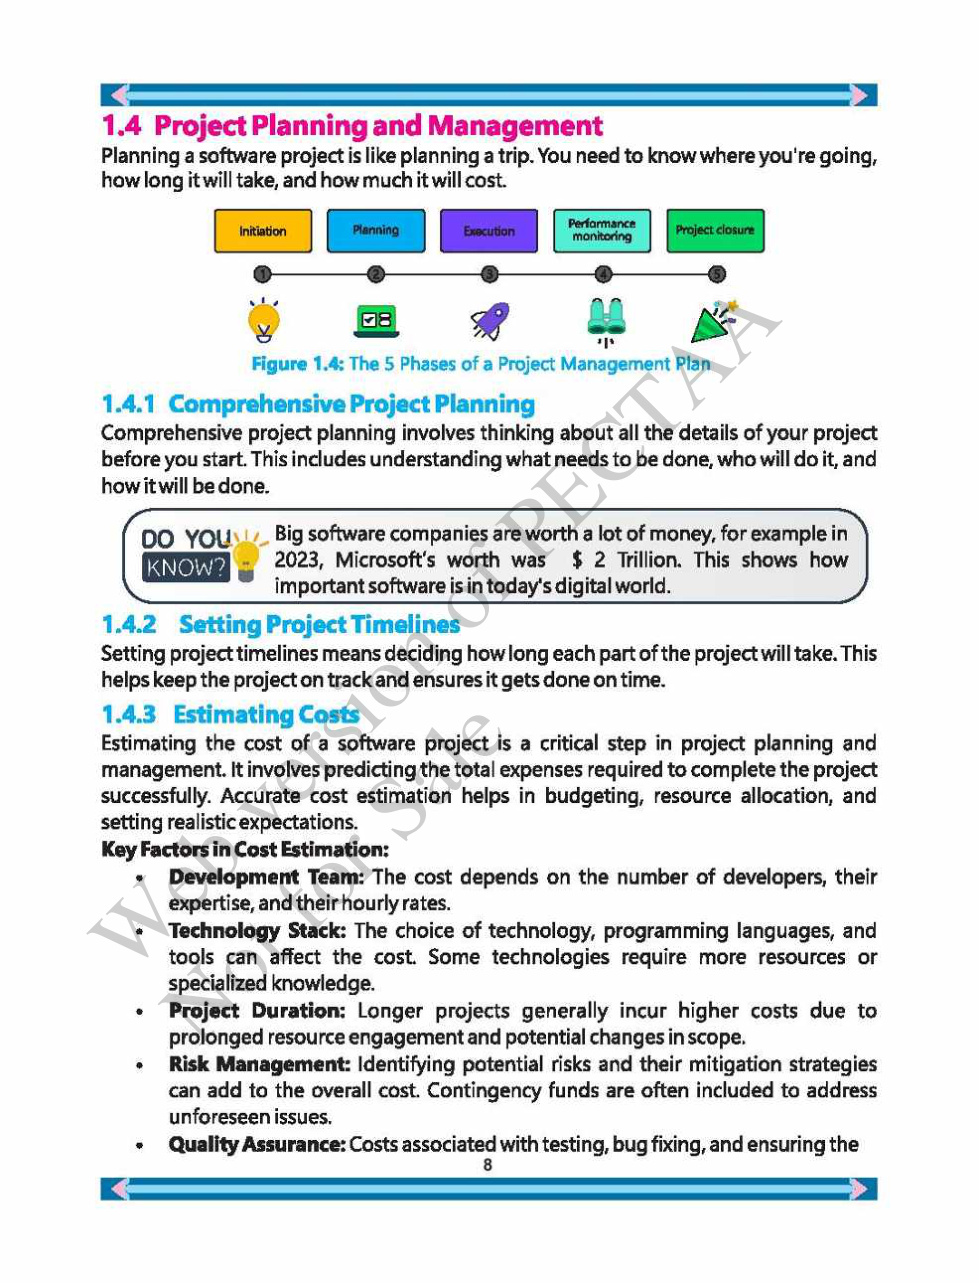 1.4 Project Planning and Management
Planning a software project is like planning a trip. You need to know where you're going,
how long it will take, and how much it will cost.
Initiation Planning Execution Performance monitoring Project closure
1 2 3 4 5
Figure 1.4: The 5 Phases of a Project Management Plan
1.4.1 Comprehensive Project Planning
Comprehensive project planning involves thinking about all the details of your project
before you start. This includes understanding what needs to be done, who will do it, and
how it will be done.
DO YOU
KNOW?
Big software companies are worth a lot of money, for example in
2023, Microsoft's worth was $ 2 Trillion. This shows how
important software is in today's digital world.
1.4.2 Setting Project Timelines
Setting project timelines means deciding how long each part of the project will take. This
helps keep the project on track and ensures it gets done on time.
1.4.3 Estimating Costs
Estimating the cost of a software project is a critical step in project planning and
management. It involves predicting the total expenses required to complete the project
successfully. Accurate cost estimation helps in budgeting, resource allocation, and
setting realistic expectations.
Key Factors in Cost Estimation:
• Development Team: The cost depends on the number of developers, their
expertise, and their hourly rates.
• Technology Stack: The choice of technology, programming languages, and
tools can affect the cost. Some technologies require more resources or
specialized knowledge.
• Project Duration: Longer projects generally incur higher costs due to
prolonged resource engagement and potential changes in scope.
• Risk Management: Identifying potential risks and their mitigation strategies
can add to the overall cost. Contingency funds are often included to address
unforeseen issues.
• Quality Assurance: Costs associated with testing, bug fixing, and ensuring the
8
Web version of PECTAA
Not for Sale